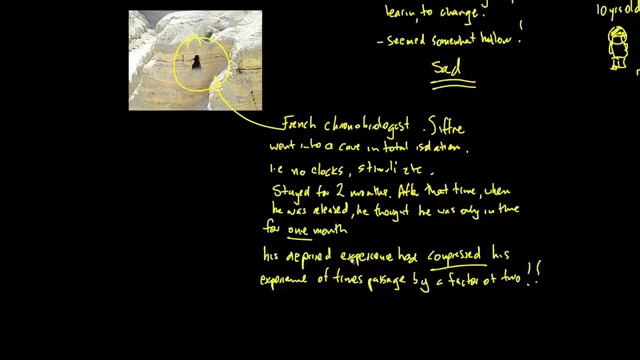 learn, to change.
- seemed somewhat hollow!
Sad
10 yrs old
French chronobiologist. Siffre
went into a cave in total isolation.
i.e no clocks, stimuli etc.
Stayed for 2 months. After that time, when
he was released, he thought he was only in there
for one month
his deprived experience had compressed his
experience of times passage by a factor of two!!